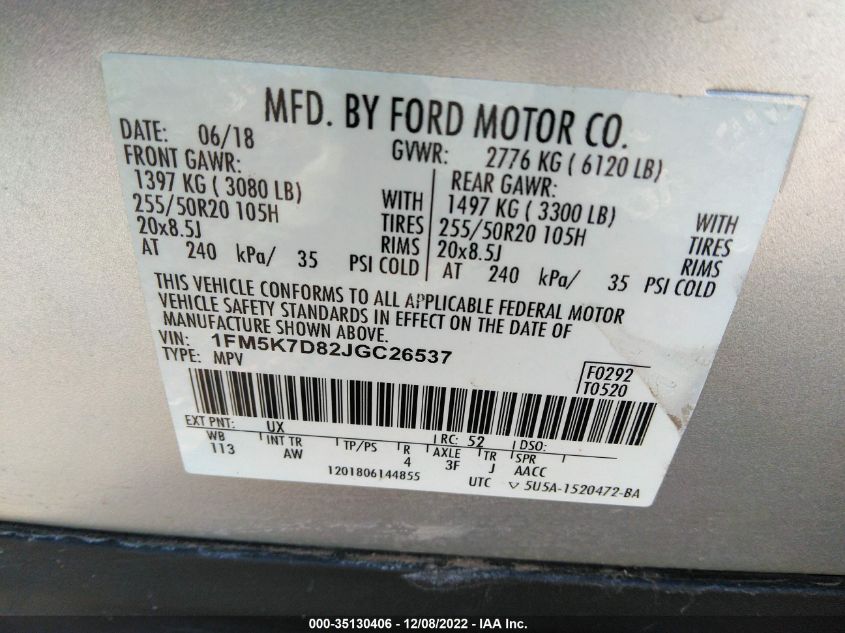 MFD. BY FORD MOTOR CO.
DATE: 06/18 GVWR: 2776 KG ( 6120 LB)
FRONT GAWR: REAR GAWR:
1397 KG ( 3080 LB) WITH 1497 KG ( 3300 LB) WITH
255/50R20 105H TIRES 255/50R20 105H TIRES
20x8.5J RIMS 20x8.5J RIMS
AT 240 kPa/ 35 PSI COLD AT 240 kPa/ 35 PSI COLD
THIS VEHICLE CONFORMS TO ALL APPLICABLE FEDERAL MOTOR
VEHICLE SAFETY STANDARDS IN EFFECT ON THE DATE OF
MANUFACTURE SHOWN ABOVE.
VIN: 1FM5K7D82JGC26537
TYPE: MPV
F0292
T0520
EXT PNT: UX RC: 52 DSO:
WB INT TR TP/PS R AXLE TR SPR
113 AW 4 3F J AACC
1201806144855 UTC 5U5A-1520472-BA
000-35130406 - 12/08/2022 - IAA Inc.